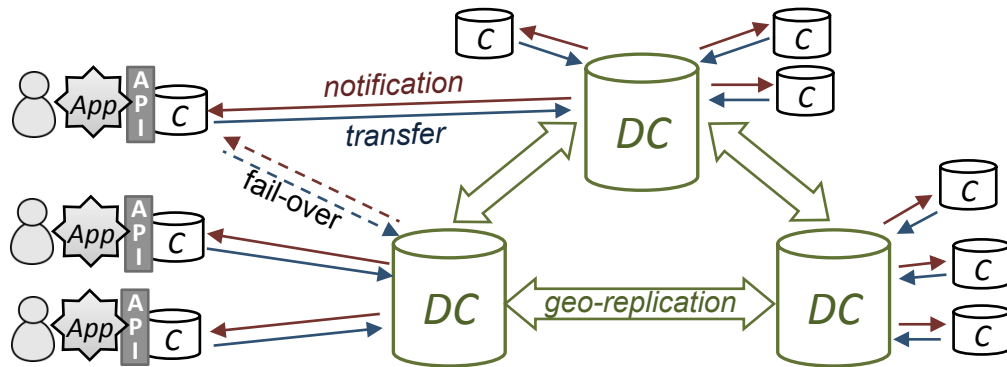 C
C
notification
App
API
C
C
transfer
DC
fail-over
C
App
API
C
C
DC
geo-replication
DC
App
API
C
C